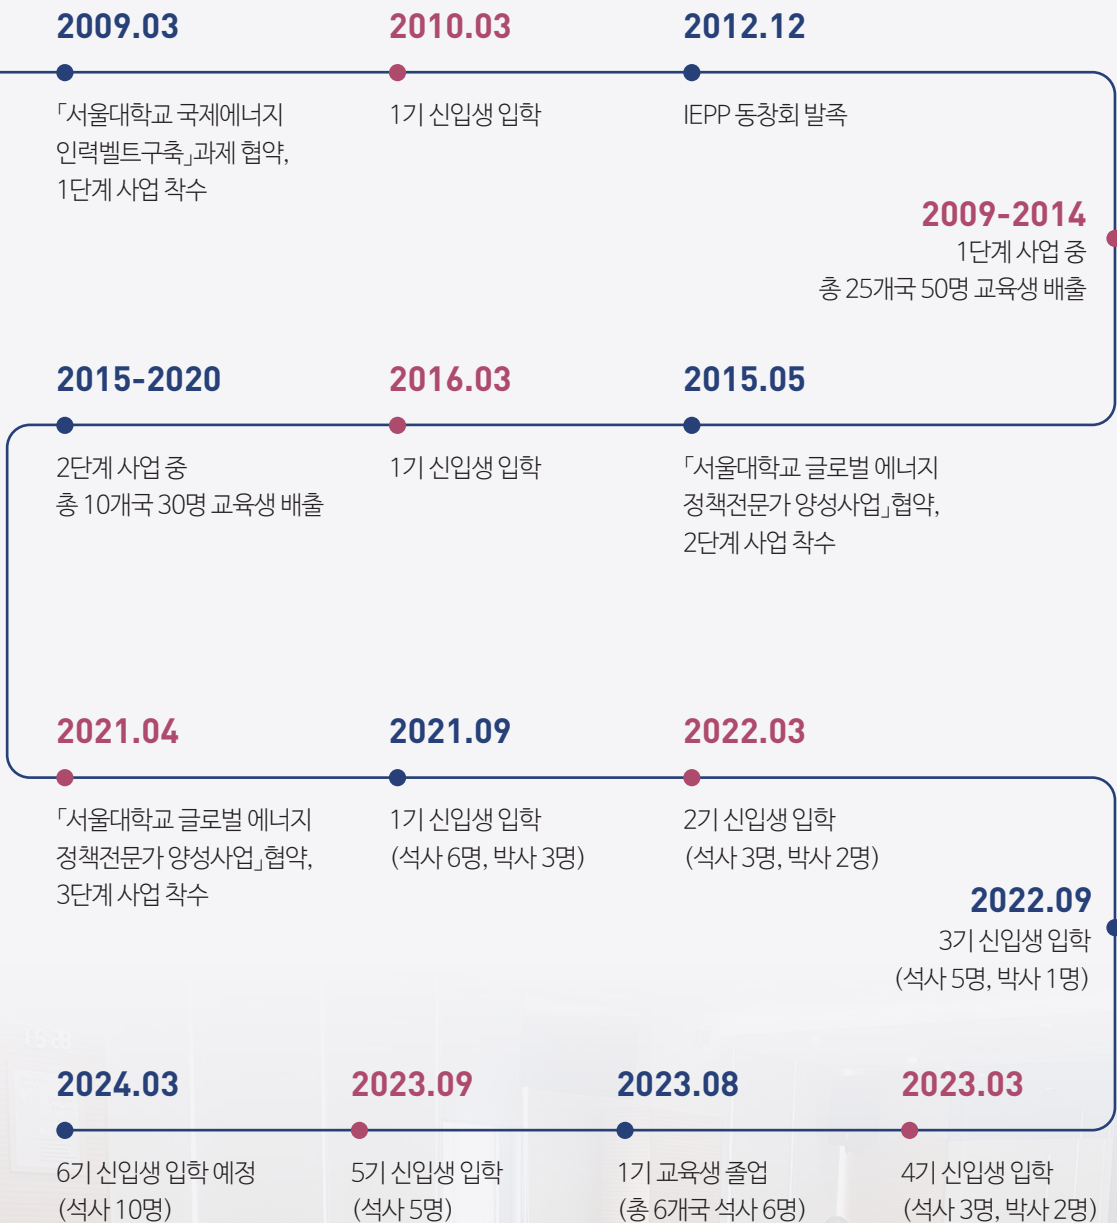 2009.03
「서울대학교 국제에너지
인력벨트구축」과제 협약,
1단계 사업 착수
2010.03
1기 신입생 입학
2012.12
IEPP 동창회 발족
2009-2014
1단계 사업 중
총 25개국 50명 교육생 배출
2015.05
「서울대학교 글로벌 에너지
정책전문가 양성사업」협약,
2단계 사업 착수
2016.03
1기 신입생 입학
2015-2020
2단계 사업 중
총 10개국 30명 교육생 배출
2021.04
「서울대학교 글로벌 에너지
정책전문가 양성사업」협약,
3단계 사업 착수
2021.09
1기 신입생 입학
(석사 6명, 박사 3명)
2022.03
2기 신입생 입학
(석사 3명, 박사 2명)
2022.09
3기 신입생 입학
(석사 5명, 박사 1명)
2023.03
4기 신입생 입학
(석사 3명, 박사 2명)
2023.08
1기 교육생 졸업
(총 6개국 석사 6명)
2023.09
5기 신입생 입학
(석사 5명)
2024.03
6기 신입생 입학 예정
(석사 10명)